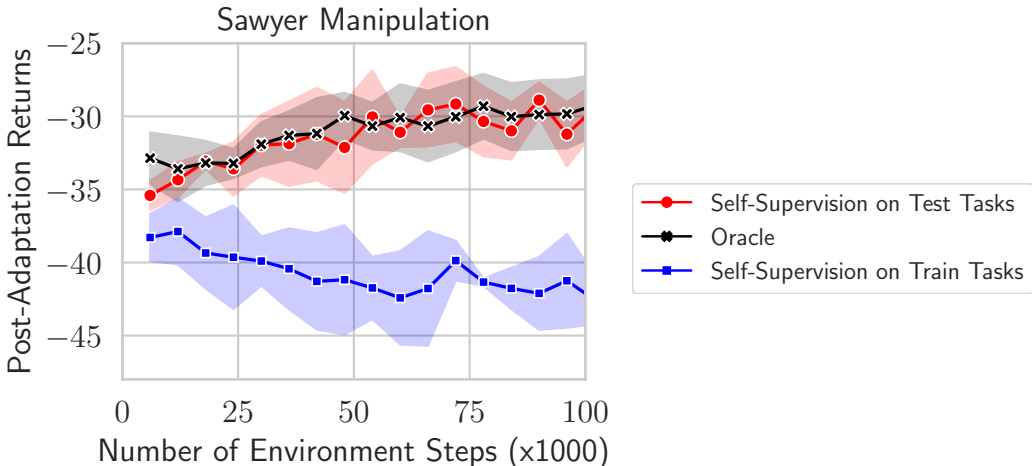 Sawyer Manipulation
Post-Adaptation Returns
−25
−30
−35
−40
−45
0 25 50 75 100
Number of Environment Steps (x1000)
Self-Supervision on Test Tasks
Oracle
Self-Supervision on Train Tasks